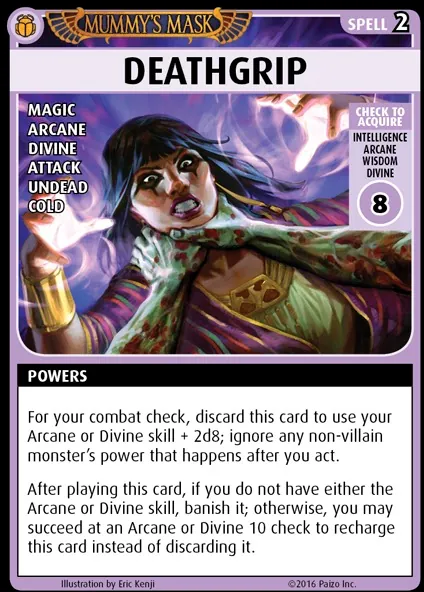 MUMMY'S MASK
SPELL 2
DEATHGRIP
MAGIC
ARCANE
DIVINE
ATTACK
UNDEAD
COLD
CHECK TO
ACQUIRE
INTELLIGENCE
ARCANE
WISDOM
DIVINE
8
POWERS
For your combat check, discard this card to use your
Arcane or Divine skill + 2d8; ignore any non-villain
monster's power that happens after you act.
After playing this card, if you do not have either the
Arcane or Divine skill, banish it; otherwise, you may
succeed at an Arcane or Divine 10 check to recharge
this card instead of discarding it.
Illustration by Eric Kenji
©2016 Paizo Inc.